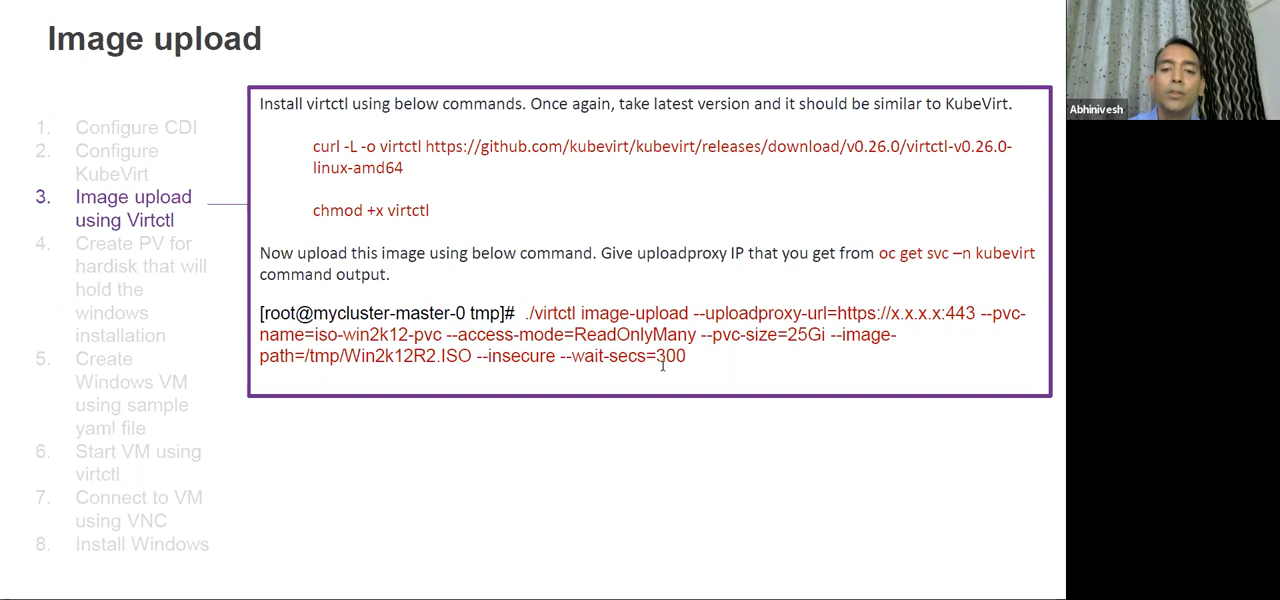 Image upload
1. Configure CDI
2. Configure
KubeVirt
3. Image upload
using Virtctl
4. Create PV for
hardisk that will
hold the
windows
installation
5. Create
Windows VM
using sample
yaml file
6. Start VM using
virtctl
7. Connect to VM
using VNC
8. Install Windows
Install virtctl using below commands. Once again, take latest version and it should be similar to KubeVirt.
curl -L -o virtctl https://github.com/kubevirt/kubevirt/releases/download/v0.26.0/virtctl-v0.26.0-
linux-amd64
chmod +x virtctl
Now upload this image using below command. Give uploadproxy IP that you get from oc get svc –n kubevirt
command output.
[root@mycluster-master-0 tmp]# ./virtctl image-upload --uploadproxy-url=https://x.x.x.x:443 --pvc-
name=iso-win2k12-pvc --access-mode=ReadOnlyMany --pvc-size=25Gi --image-
path=/tmp/Win2k12R2.ISO --insecure --wait-secs=300
Abhinivesh